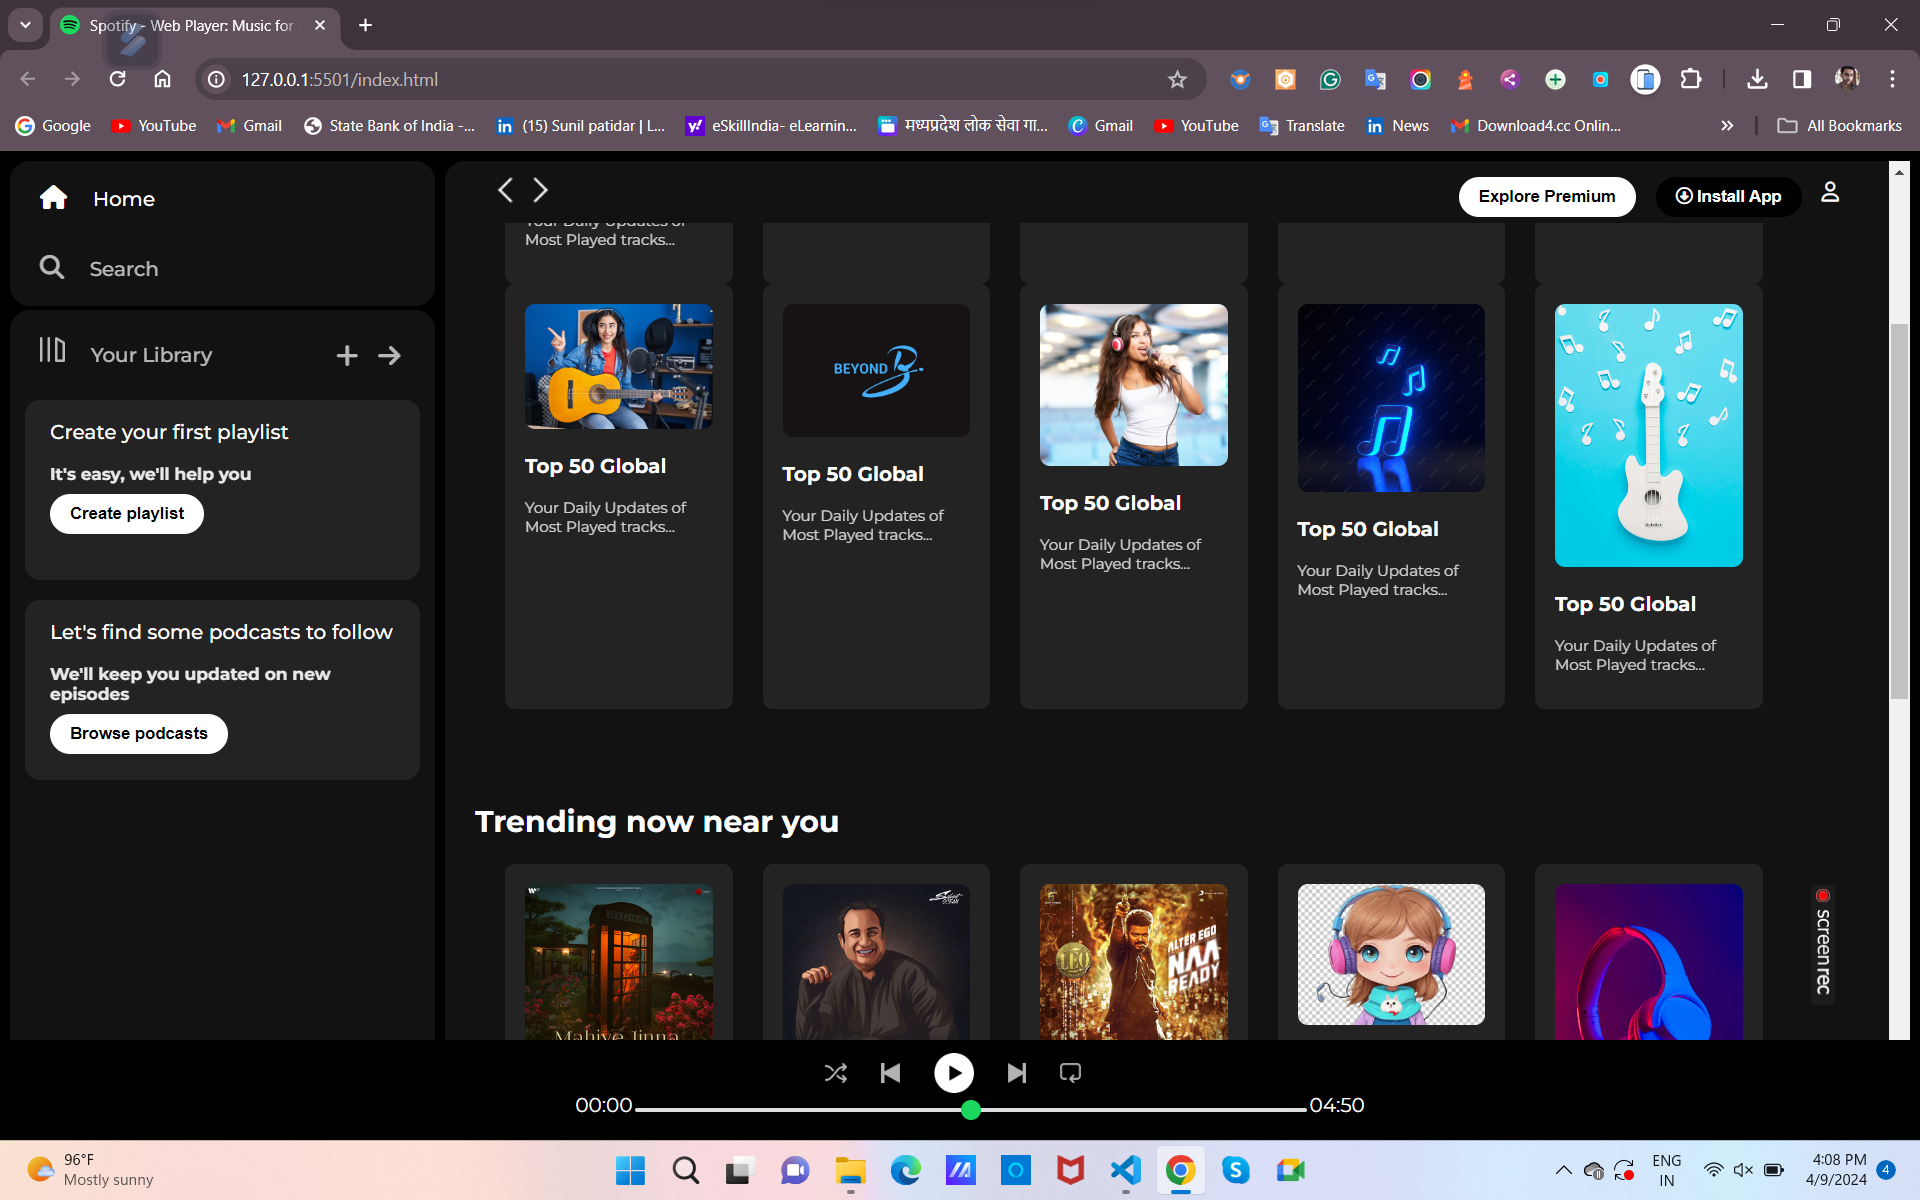 Spotify - Web Player: Music for
127.0.0.1:5501/index.html
Google
YouTube
Gmail
State Bank of India -...
(15) Sunil patidar | L...
eSkillIndia- eLearnin...
मध्यप्रदेश लोक सेवा गा...
Gmail
YouTube
Translate
News
Download4.cc Onlin...
All Bookmarks
Home
Search
Your Library
Create your first playlist
It's easy, we'll help you
Create playlist
Let's find some podcasts to follow
We'll keep you updated on new
episodes
Browse podcasts
Explore Premium
Install App
Your Daily Updates of
Most Played tracks...
BEYOND
Top 50 Global
Your Daily Updates of
Most Played tracks...
Top 50 Global
Your Daily Updates of
Most Played tracks...
Top 50 Global
Your Daily Updates of
Most Played tracks...
Top 50 Global
Your Daily Updates of
Most Played tracks...
Top 50 Global
Your Daily Updates of
Most Played tracks...
Trending now near you
Mahiye Jinna
LEO
ALTER EGO
NAA
READY
screenrec
00:00
04:50
96°F
Mostly sunny
ENG
IN
4:08 PM
4/9/2024
4